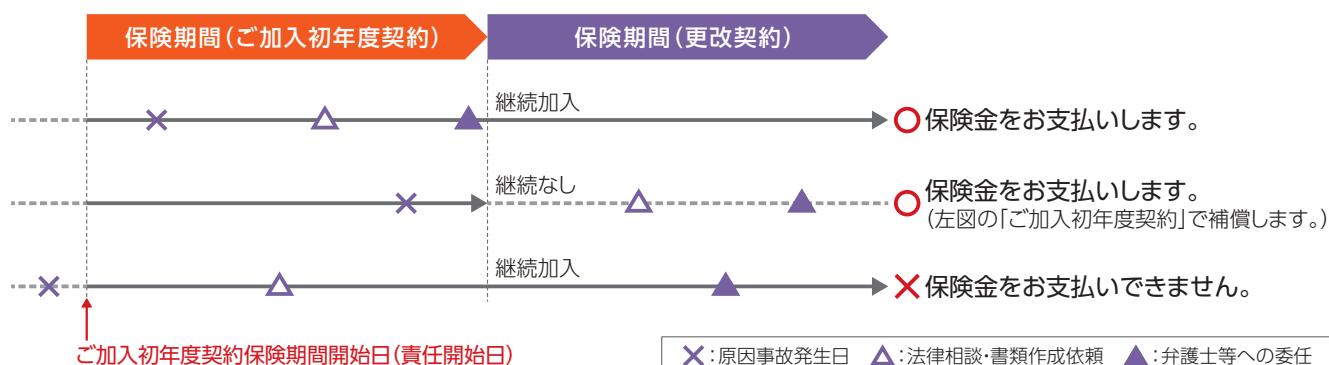 保険期間(ご加入初年度契約)
保険期間(更改契約)
継続加入
保険金をお支払いします。
継続なし
保険金をお支払いします。
(左図の「ご加入初年度契約」で補償します。)
継続加入
保険金をお支払いできません。
ご加入初年度契約保険期間開始日(責任開始日)
:原因事故発生日 :法律相談・書類作成依頼 :弁護士等への委任